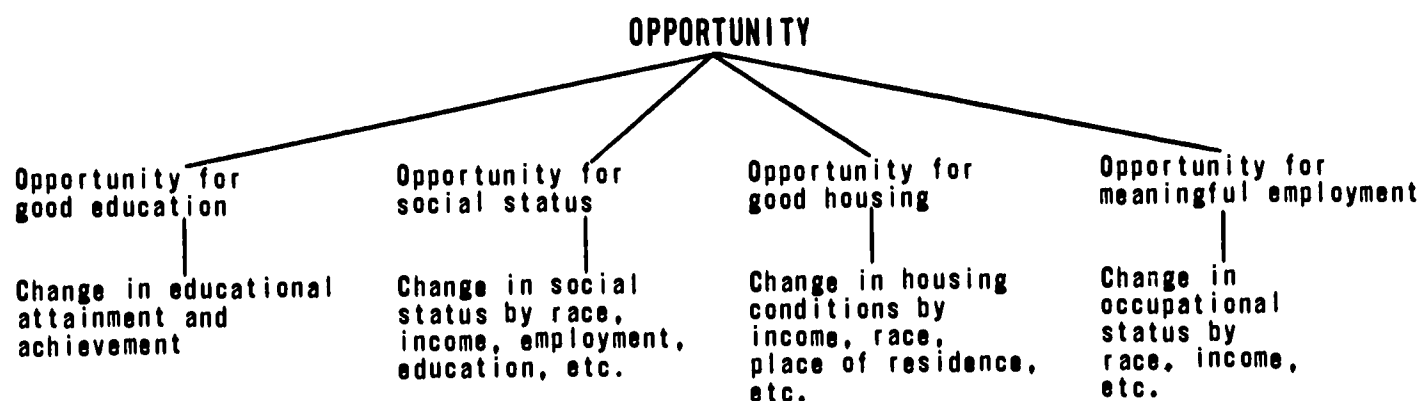 OPPORTUNITY
Opportunity for
good education
Opportunity for
social status
Opportunity for
good housing
Opportunity for
meaningful employment
Change in educational
attainment and
achievement
Change in social
status by race,
income, employment,
education, etc.
Change in housing
conditions by
income, race,
place of residence,
etc.
Change in
occupational
status by
race, income,
etc.